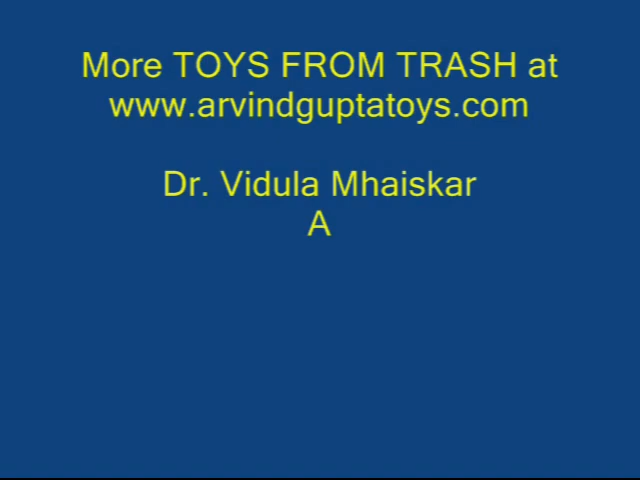 More TOYS FROM TRASH at
www.arvindguptatoys.com
Dr. Vidula Mhaiskar
A